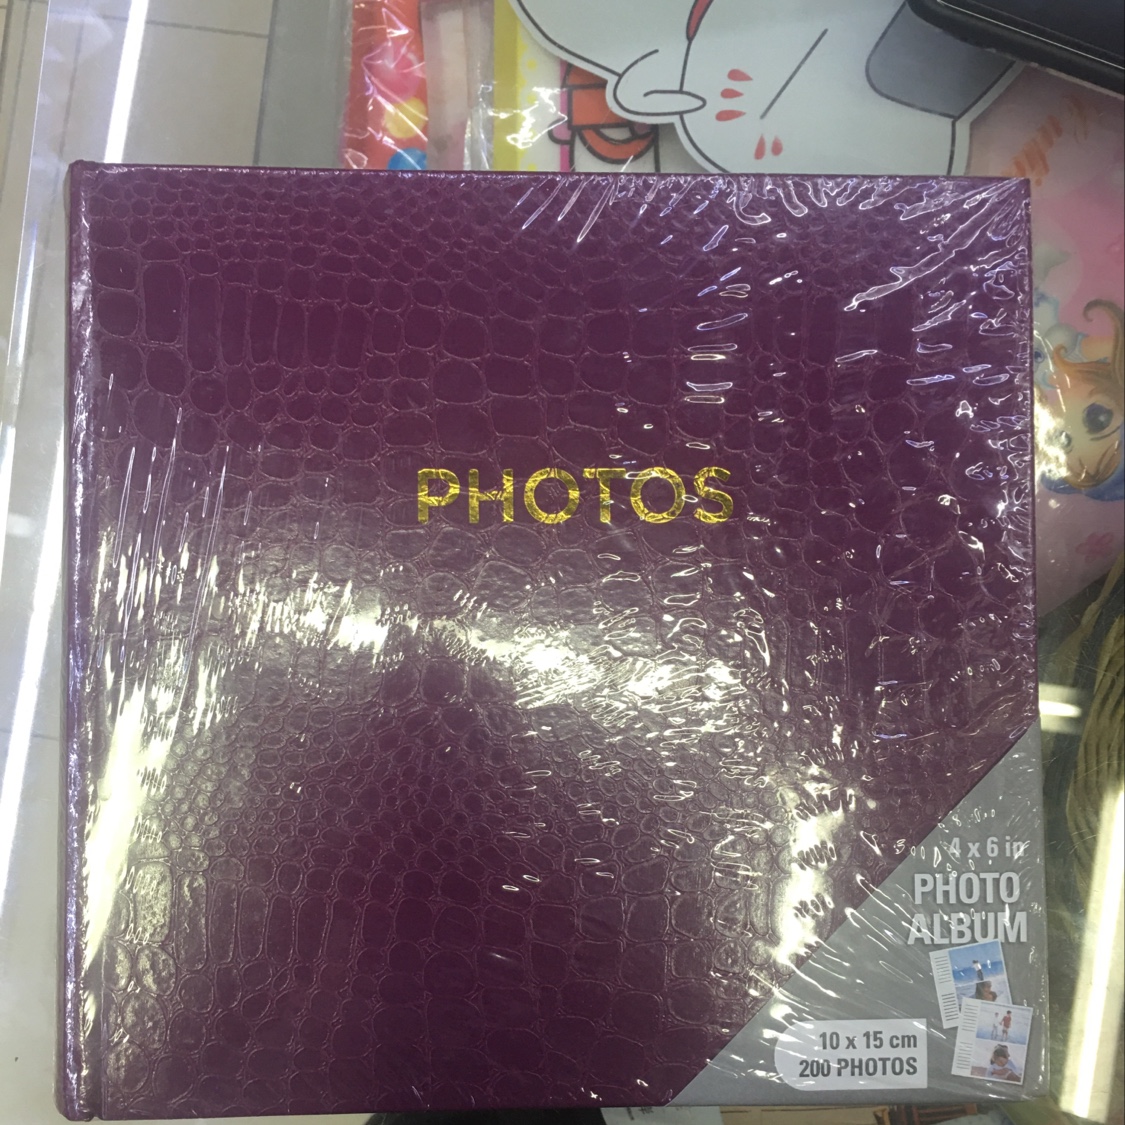 PHOTOS
4 x 6 in
PHOTO
ALBUM
10 x 15 cm
200 PHOTOS